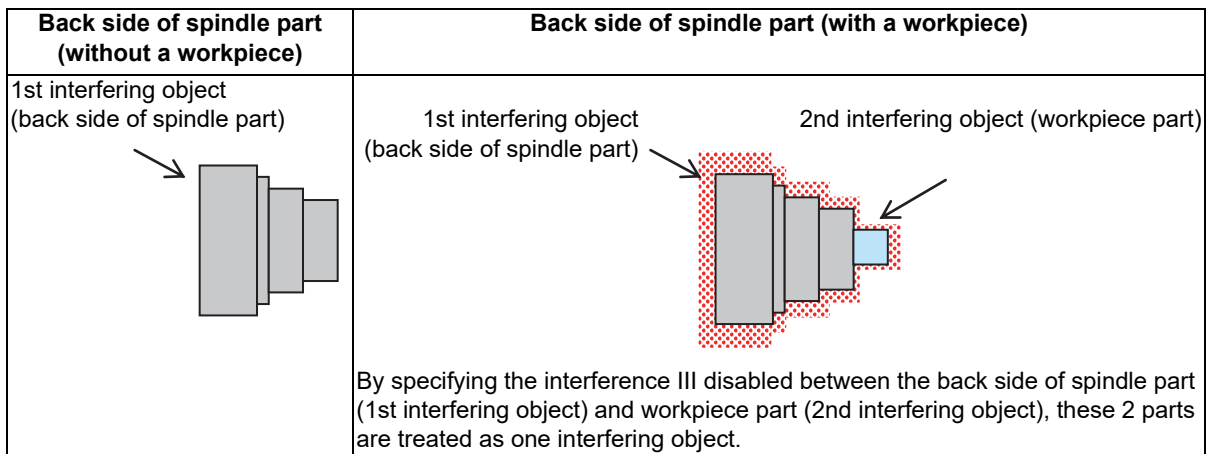 Back side of spindle part
(without a workpiece)
Back side of spindle part (with a workpiece)
1st interfering object
(back side of spindle part)
1st interfering object
(back side of spindle part)
2nd interfering object (workpiece part)
By specifying the interference III disabled between the back side of spindle part
(1st interfering object) and workpiece part (2nd interfering object), these 2 parts
are treated as one interfering object.